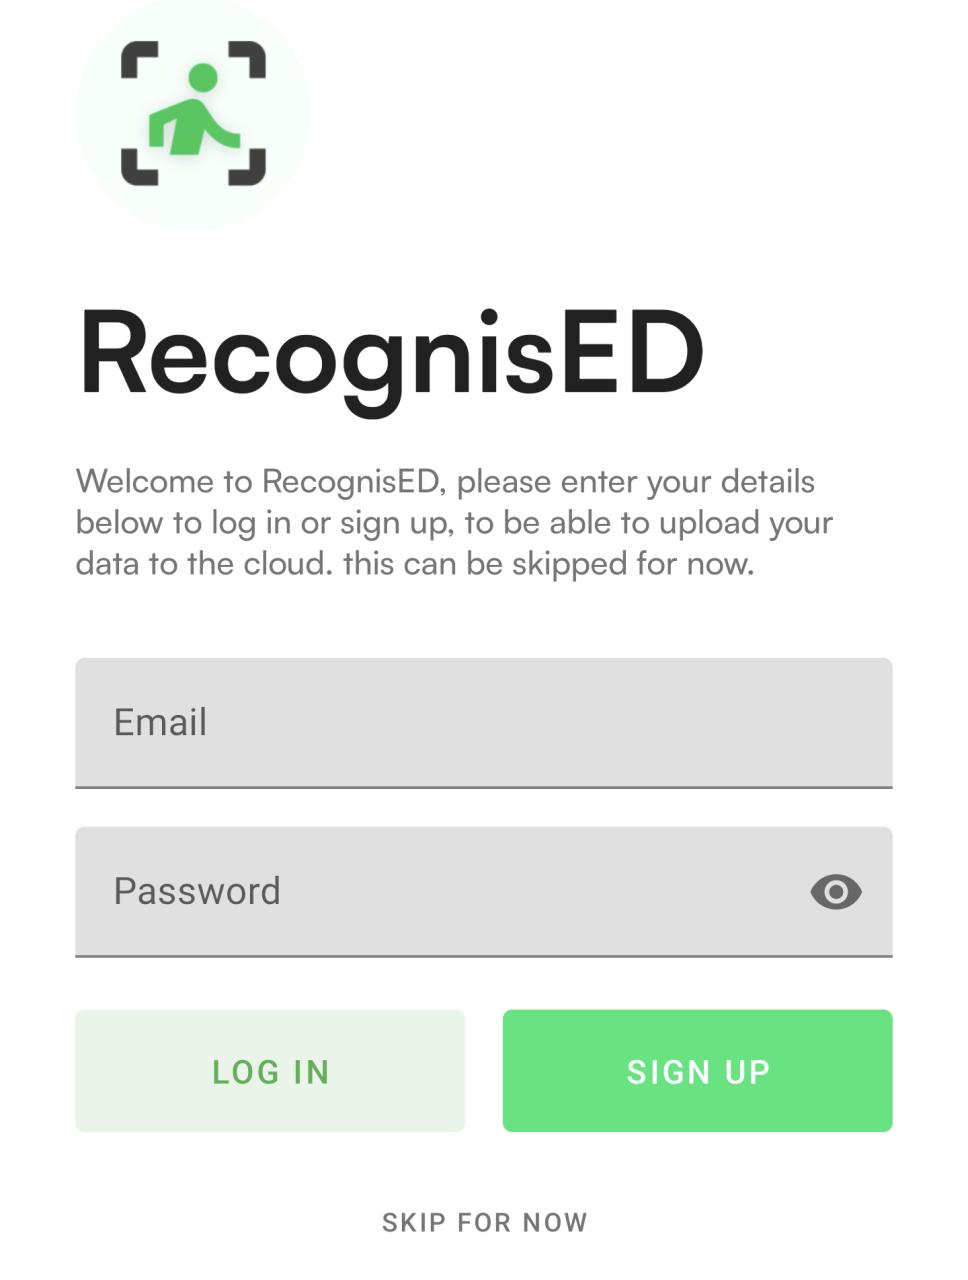 RecognisED
Welcome to RecognisED, please enter your details
below to log in or sign up, to be able to upload your
data to the cloud. this can be skipped for now.
Email
Password
LOG IN
SIGN UP
SKIP FOR NOW